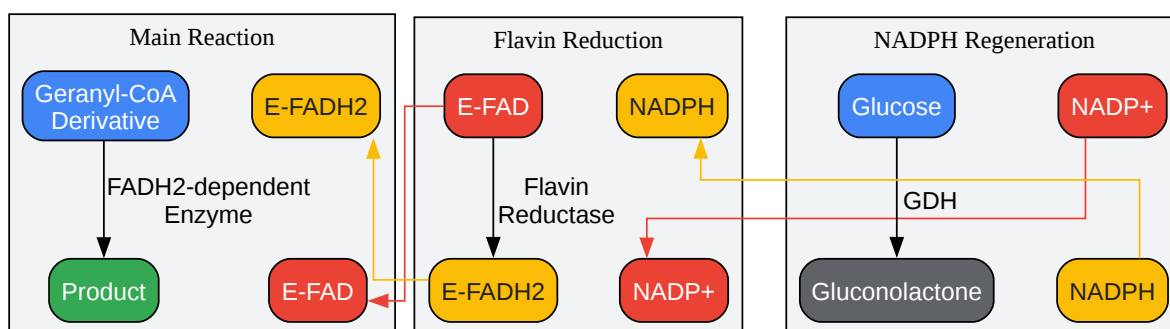 Main Reaction
Geranyl-CoA
Derivative
E-FADH2
FADH2-dependent
Enzyme
Product
E-FAD
Flavin Reduction
E-FAD
NADPH
Flavin
Reductase
E-FADH2
NADP+
NADPH Regeneration
Glucose
NADP+
GDH
Gluconolactone
NADPH